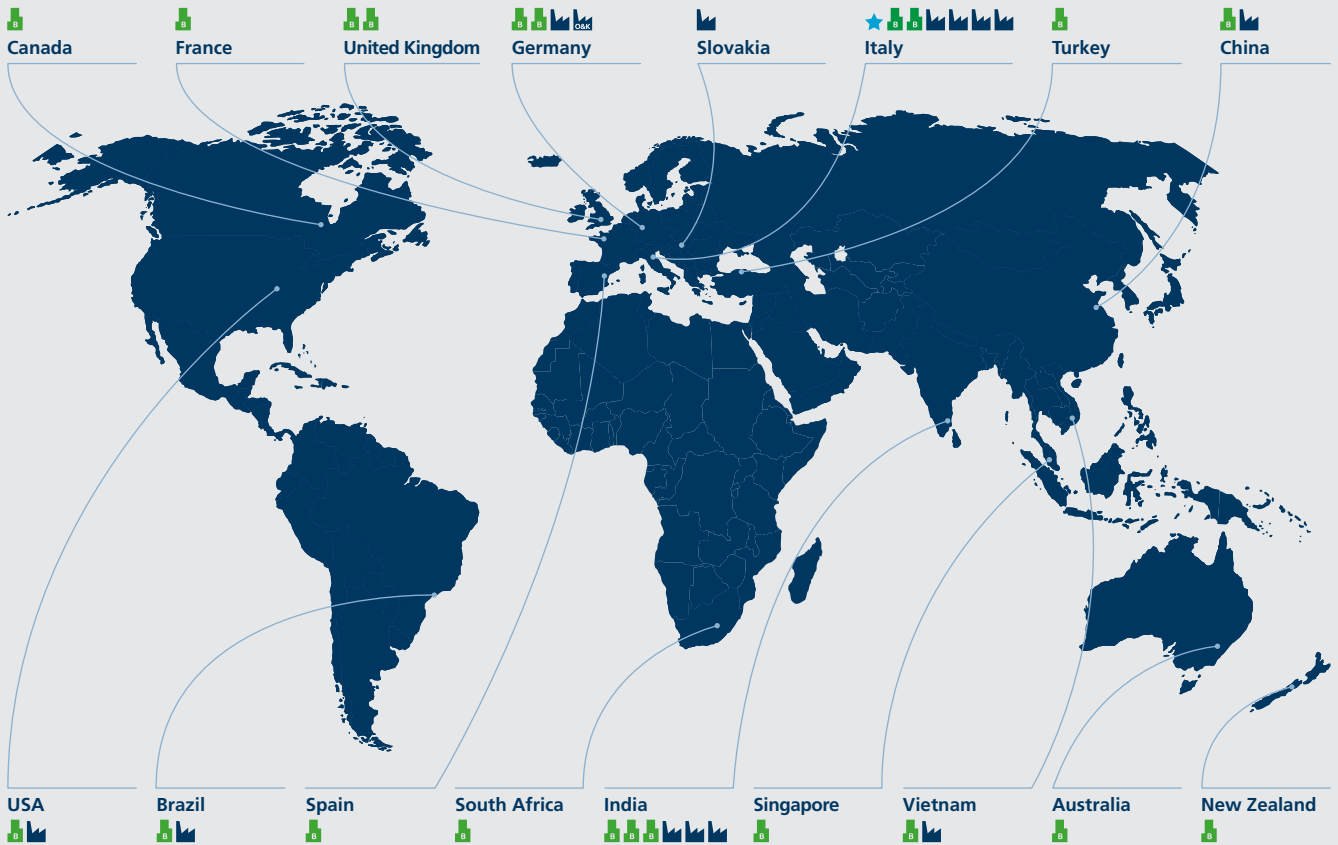 B B B B B B O&K B B B B
Canada France United Kingdom Germany Slovakia Italy Turkey China
USA Brazil Spain South Africa India Singapore Vietnam Australia New Zealand
B B B B B B B B B B B